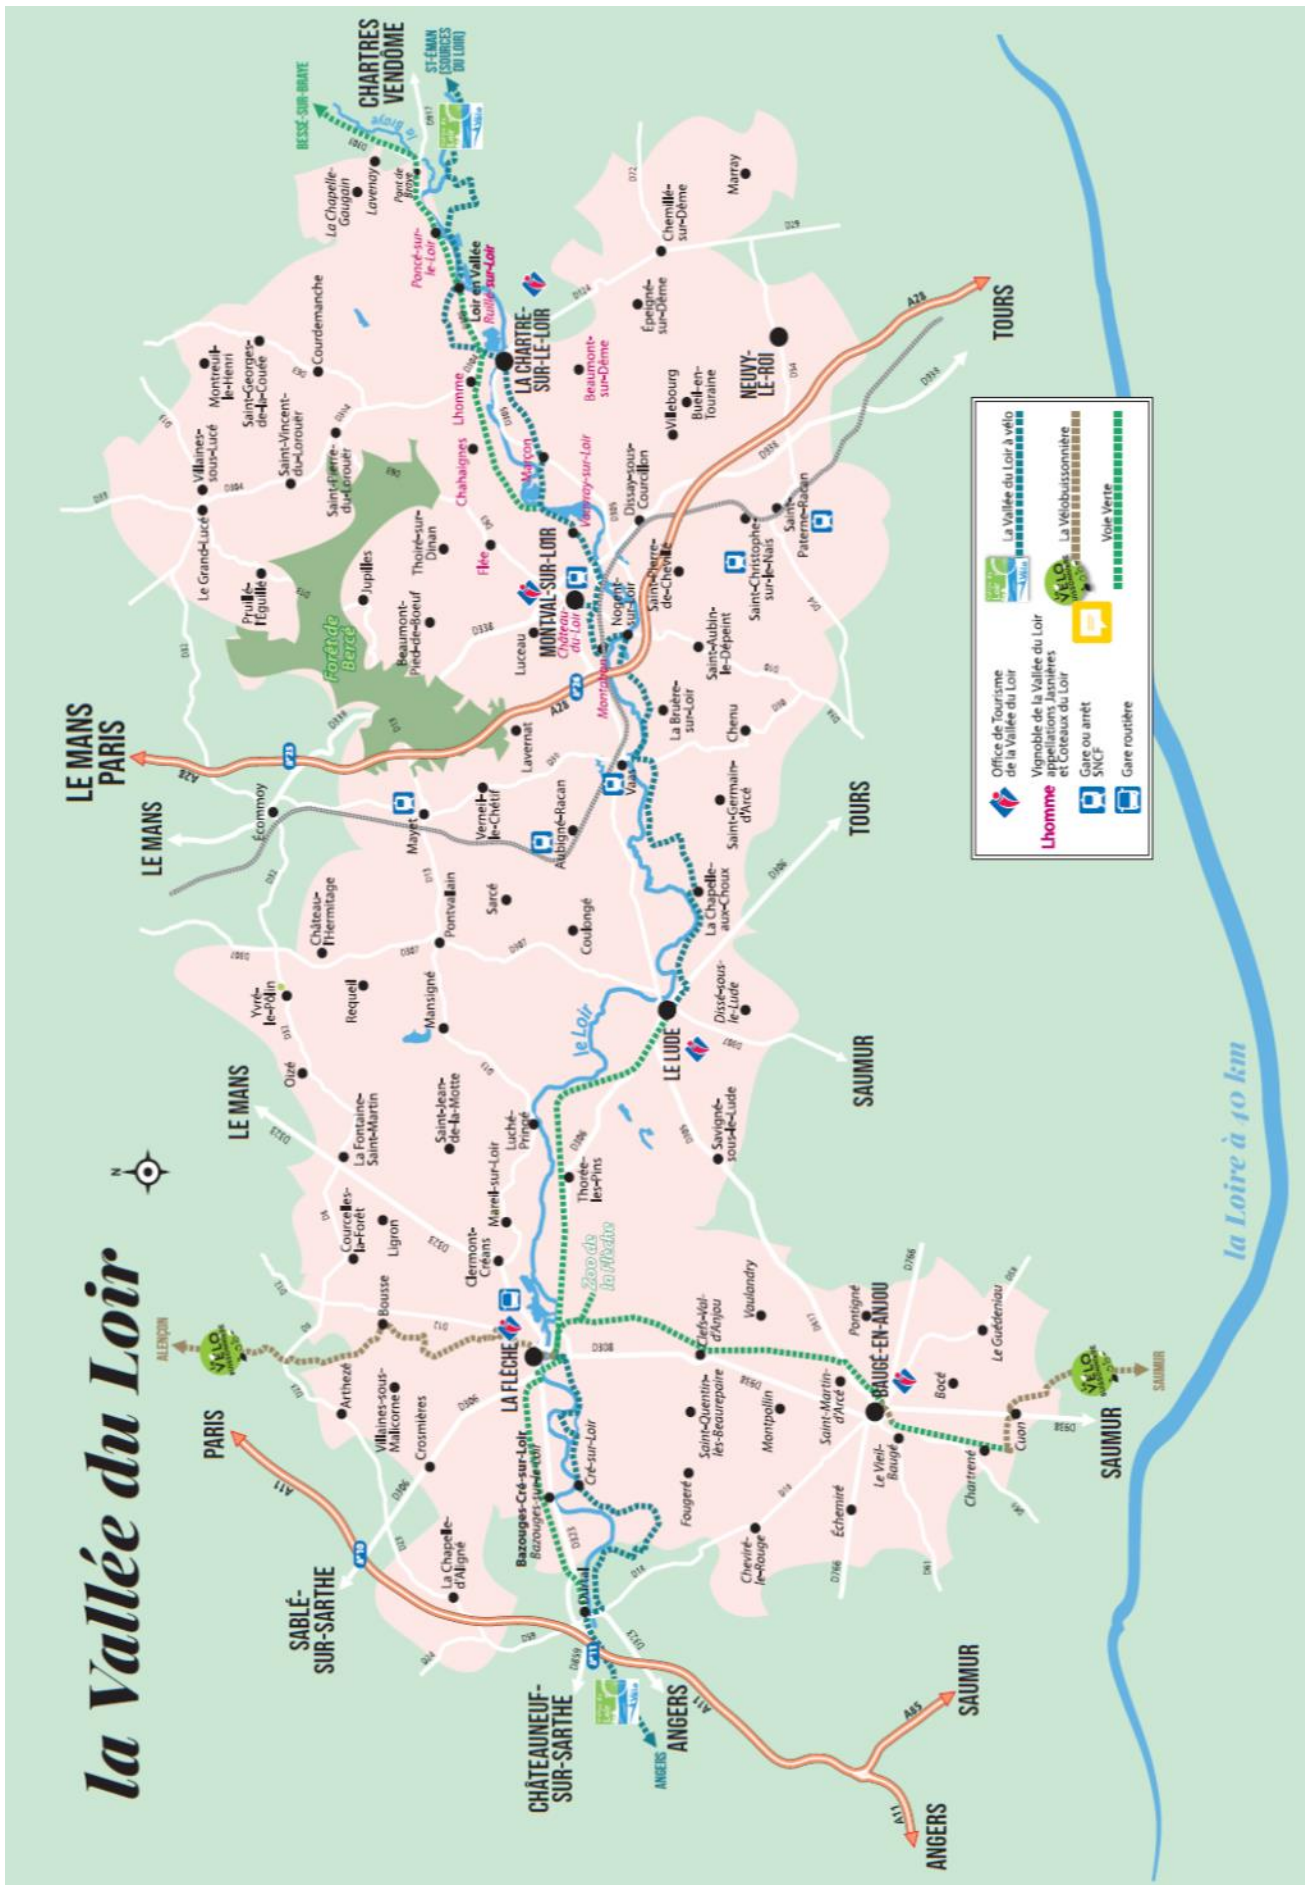 la Vallée du Loir
N
LE MANS
PARIS
LE MANS
LE MANS
PARIS
SABLÉ-
SUR-SARTHE
CHÂTEAUNEUF-
SUR-SARTHE
ANGERS
ANGERS
ANGERS
SAUMUR
SAUMUR
SAUMUR
SAUMUR
TOURS
TOURS
ALENÇON
BESSÉ-SUR-BRAYE
CHARTRES
VENDÔME
ST-ÉMAN
(SOURCES
DU LOIR)
la Braye
le Loir
la Loire à 40 km
Forêt de
Bercé
Zoo de
la Flèche
La Chapelle-
Gaugain
Lavenay
Pont de
Braye
Poncé-sur-
le-Loir
Loir en Vallée
Ruillé-sur-Loir
LA CHARTRE-
SUR-LE-LOIR
Lhomme
Chahaignes
Marçon
Beaumont-
sur-Dême
Épeigné-
sur-Dême
Chemillé-
sur-Dême
Marray
NEUVY-
LE-ROI
Villebourg
Bueil-en-
Touraine
Dissay-sous-
Courcillon
Saint-
Paterne-Racan
Saint-Christophe-
sur-le-Nais
Saint-Pierre-
de-Chevillé
Saint-Aubin-
le-Dépeint
Montreuil-
le-Henri
Saint-Georges-
de-la-Couée
Courdemanche
Villaines-
sous-Lucé
Le Grand-Lucé
Saint-Vincent-
du-Lorouër
Saint-Pierre-
du-Lorouër
Pruillé-
l'Éguillé
Jupilles
Thoiré-sur-
Dinan
Beaumont-
Pied-de-Boeuf
Flée
Vouvray-sur-Loir
MONTVAL-SUR-LOIR
Château-
du-Loir
Luceau
Montabon
Nogent-
sur-Loir
La Bruère-
sur-Loir
Chenu
Saint-Germain-
d'Arcé
Vaas
Lavernat
Verneil-
le-Chétif
Mayet
Aubigné-Racan
Écommoy
Sarcé
Coulongé
Pontvallain
Château-
l'Hermitage
Yvré-
le-Pôlin
Requeil
Mansigné
Oizé
La Fontaine-
Saint-Martin
Saint-Jean-
de-la-Motte
Luché-
Pringé
Mareil-sur-Loir
Clermont-
Créans
Courcelles-
la-Forêt
Ligron
Bousse
Arthezé
Villaines-sous-
Malicorne
Crosmières
La Chapelle-
d'Aligné
LA FLÈCHE
Bazouges-Cré-sur-Loir
Bazouges-sur-le-Loir
Cré-sur-Loir
Durtal
Thorée-
les-Pins
LE LUDE
La Chapelle-
aux-Choux
Dissé-sous-
le-Lude
Savigné-
sous-le-Lude
Clefs-Val-
d'Anjou
Vaulandry
Saint-Quentin-
lès-Beaurepaire
Montpollin
Saint-Martin-
d'Arcé
Fougeré
Cheviré-
le-Rouge
Échemiré
Pontigné
BAUGÉ-EN-ANJOU
Le Guédeniau
Bocé
Le Vieil-
Baugé
Chartrené
Cuon
A28
A28
A28
A11
A11
A11
A85
D306
D323
D307
Office de Tourisme
de la Vallée du Loir
Lhomme
Vignoble de la Vallée du Loir
appellations Jasnières
et Coteaux du Loir
Gare ou arrêt
SNCF
Gare routière
La Vallée du Loir à vélo
La Vélobuissonnière
Voie Verte